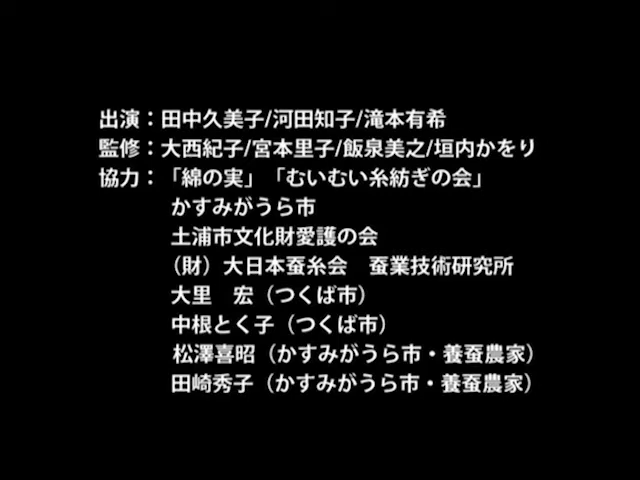 出演：田中久美子/河田知子/滝本有希
監修：大西紀子/宮本里子/飯泉美之/垣内かをり
協力：「綿の実」「むいむい糸紡ぎの会」
かすみがうら市
土浦市文化財愛護の会
（財）大日本蚕糸会　蚕業技術研究所
大里　宏（つくば市）
中根とく子（つくば市）
松澤喜昭（かすみがうら市・養蚕農家）
田崎秀子（かすみがうら市・養蚕農家）